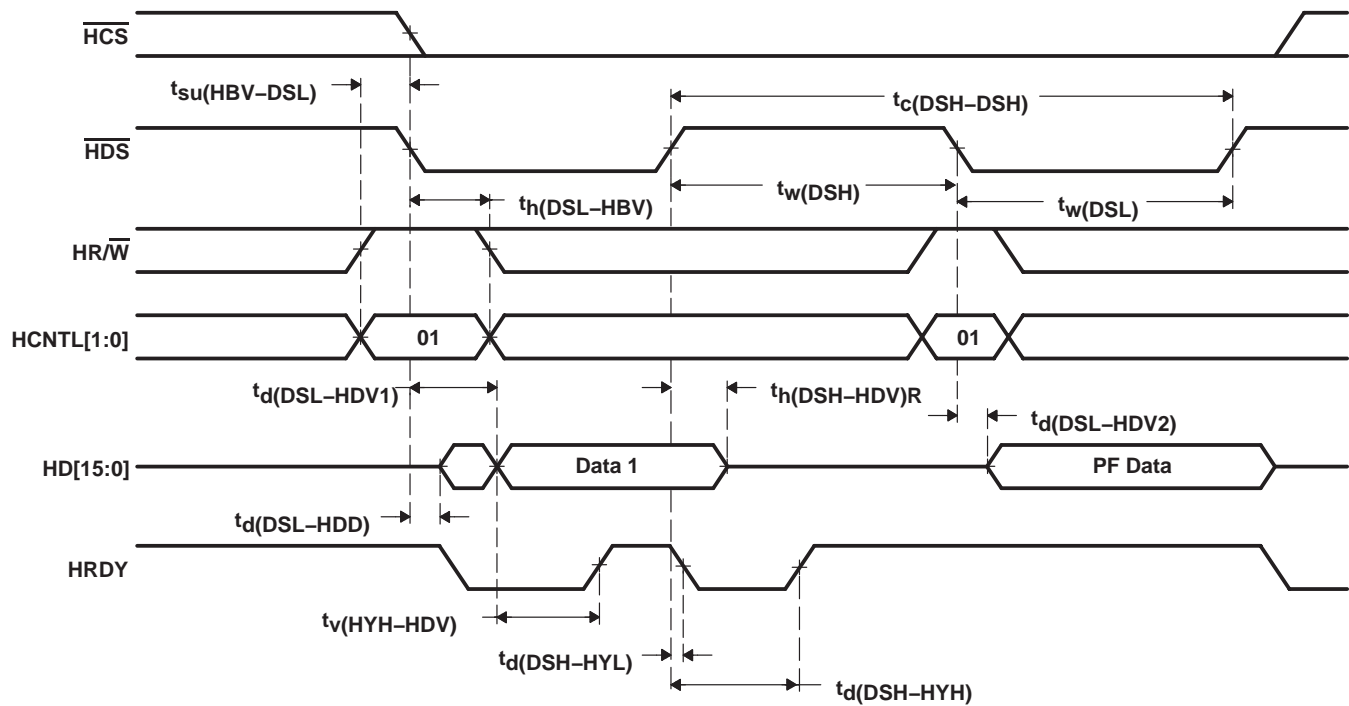 HCS
tsu(HBV–DSL)
tc(DSH–DSH)
HDS
th(DSL–HBV)
tw(DSH)
tw(DSL)
HR/W
HCNTL[1:0]
01
01
td(DSL–HDV1)
th(DSH–HDV)R
td(DSL–HDV2)
HD[15:0]
Data 1
PF Data
td(DSL–HDD)
HRDY
tv(HYH–HDV)
td(DSH–HYL)
td(DSH–HYH)